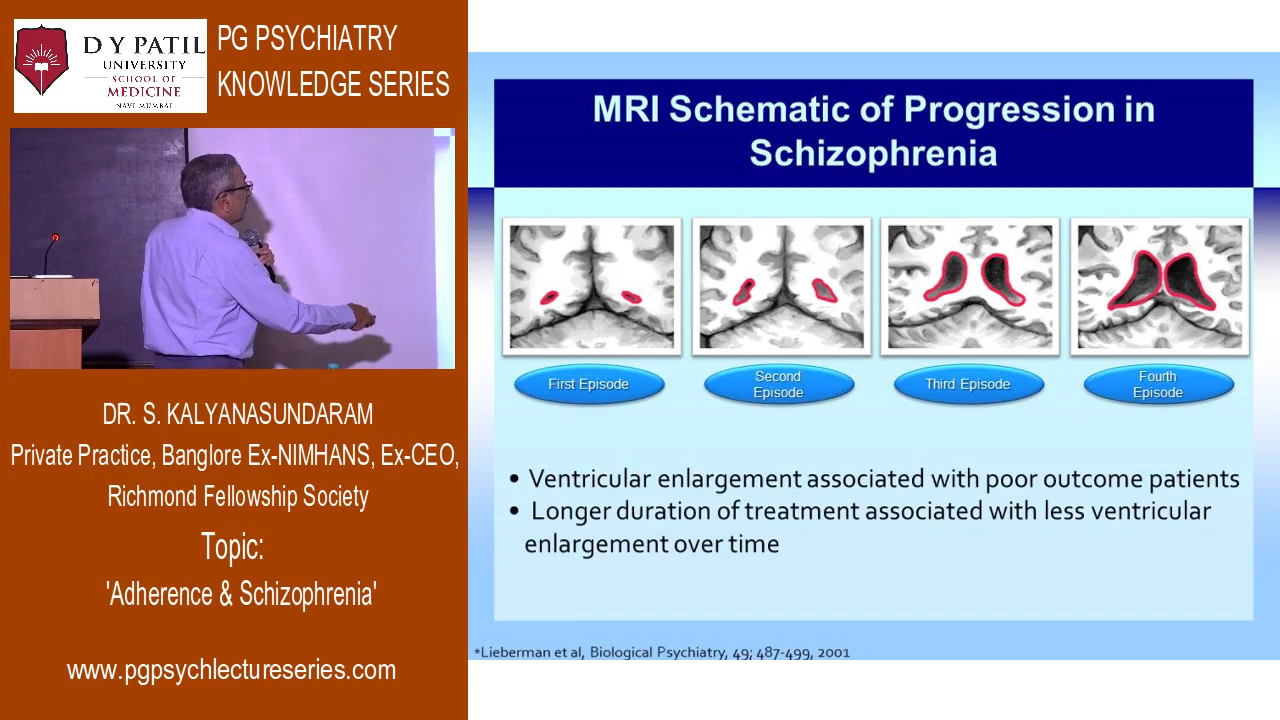 D Y PATIL
UNIVERSITY
SCHOOL OF
MEDICINE
NAVI MUMBAI
PG PSYCHIATRY
KNOWLEDGE SERIES
DR. S. KALYANASUNDARAM
Private Practice, Banglore Ex-NIMHANS, Ex-CEO,
Richmond Fellowship Society
Topic:
'Adherence & Schizophrenia'
www.pgpsychlectureseries.com
MRI Schematic of Progression in
Schizophrenia
First Episode
Second
Episode
Third Episode
Fourth
Episode
• Ventricular enlargement associated with poor outcome patients
• Longer duration of treatment associated with less ventricular
enlargement over time
*Lieberman et al, Biological Psychiatry, 49; 487-499, 2001